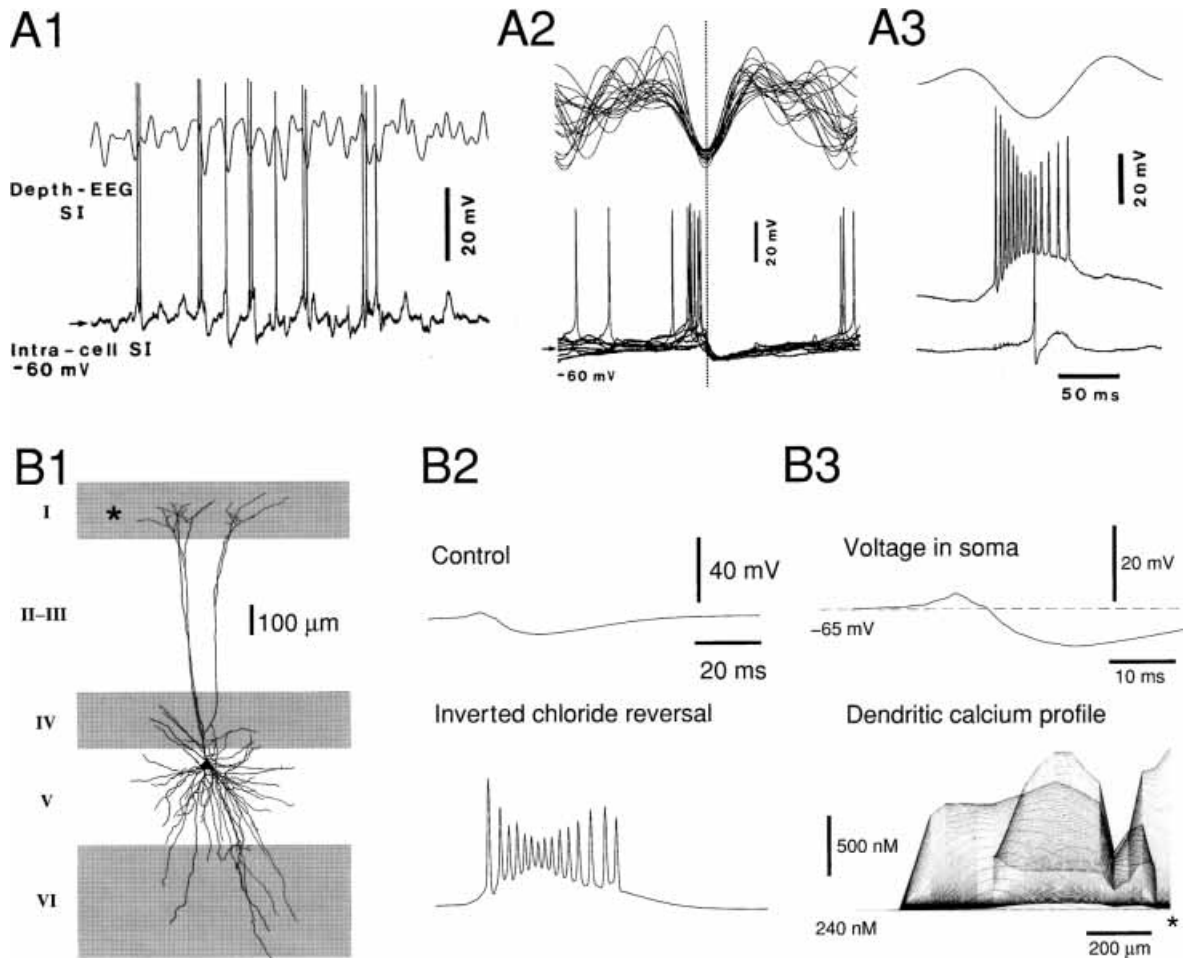 A1
Depth-EEG
SI
20 mV
Intra-cell SI
-60 mV
A2
20 mV
-60 mV
A3
20 mV
50 ms
B1
I
*
II–III
100 μm
IV
V
VI
B2
Control
40 mV
20 ms
Inverted chloride reversal
B3
Voltage in soma
20 mV
−65 mV
10 ms
Dendritic calcium profile
500 nM
240 nM
*
200 μm